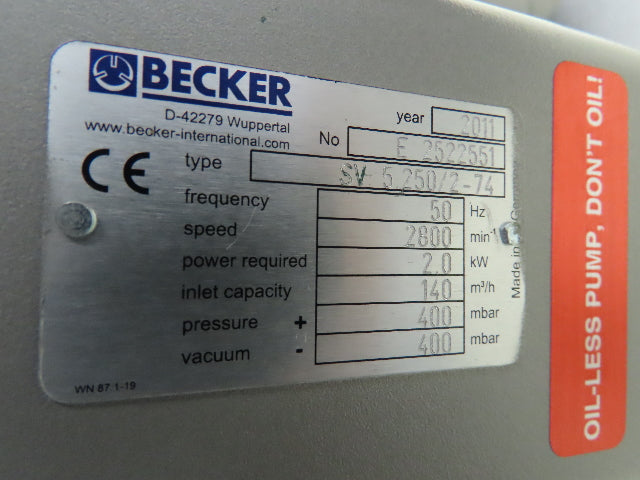 BECKER
D-42279 Wuppertal
www.becker-international.com
year 2011
No F 2522551
type SV 5.250/2-74
frequency 50 Hz
speed 2800 min⁻¹
power required 2.0 kW
inlet capacity 140 m³/h
pressure + 400 mbar
vacuum - 400 mbar
WN 87 1-19
Made in
OIL-LESS PUMP, DON'T OIL!